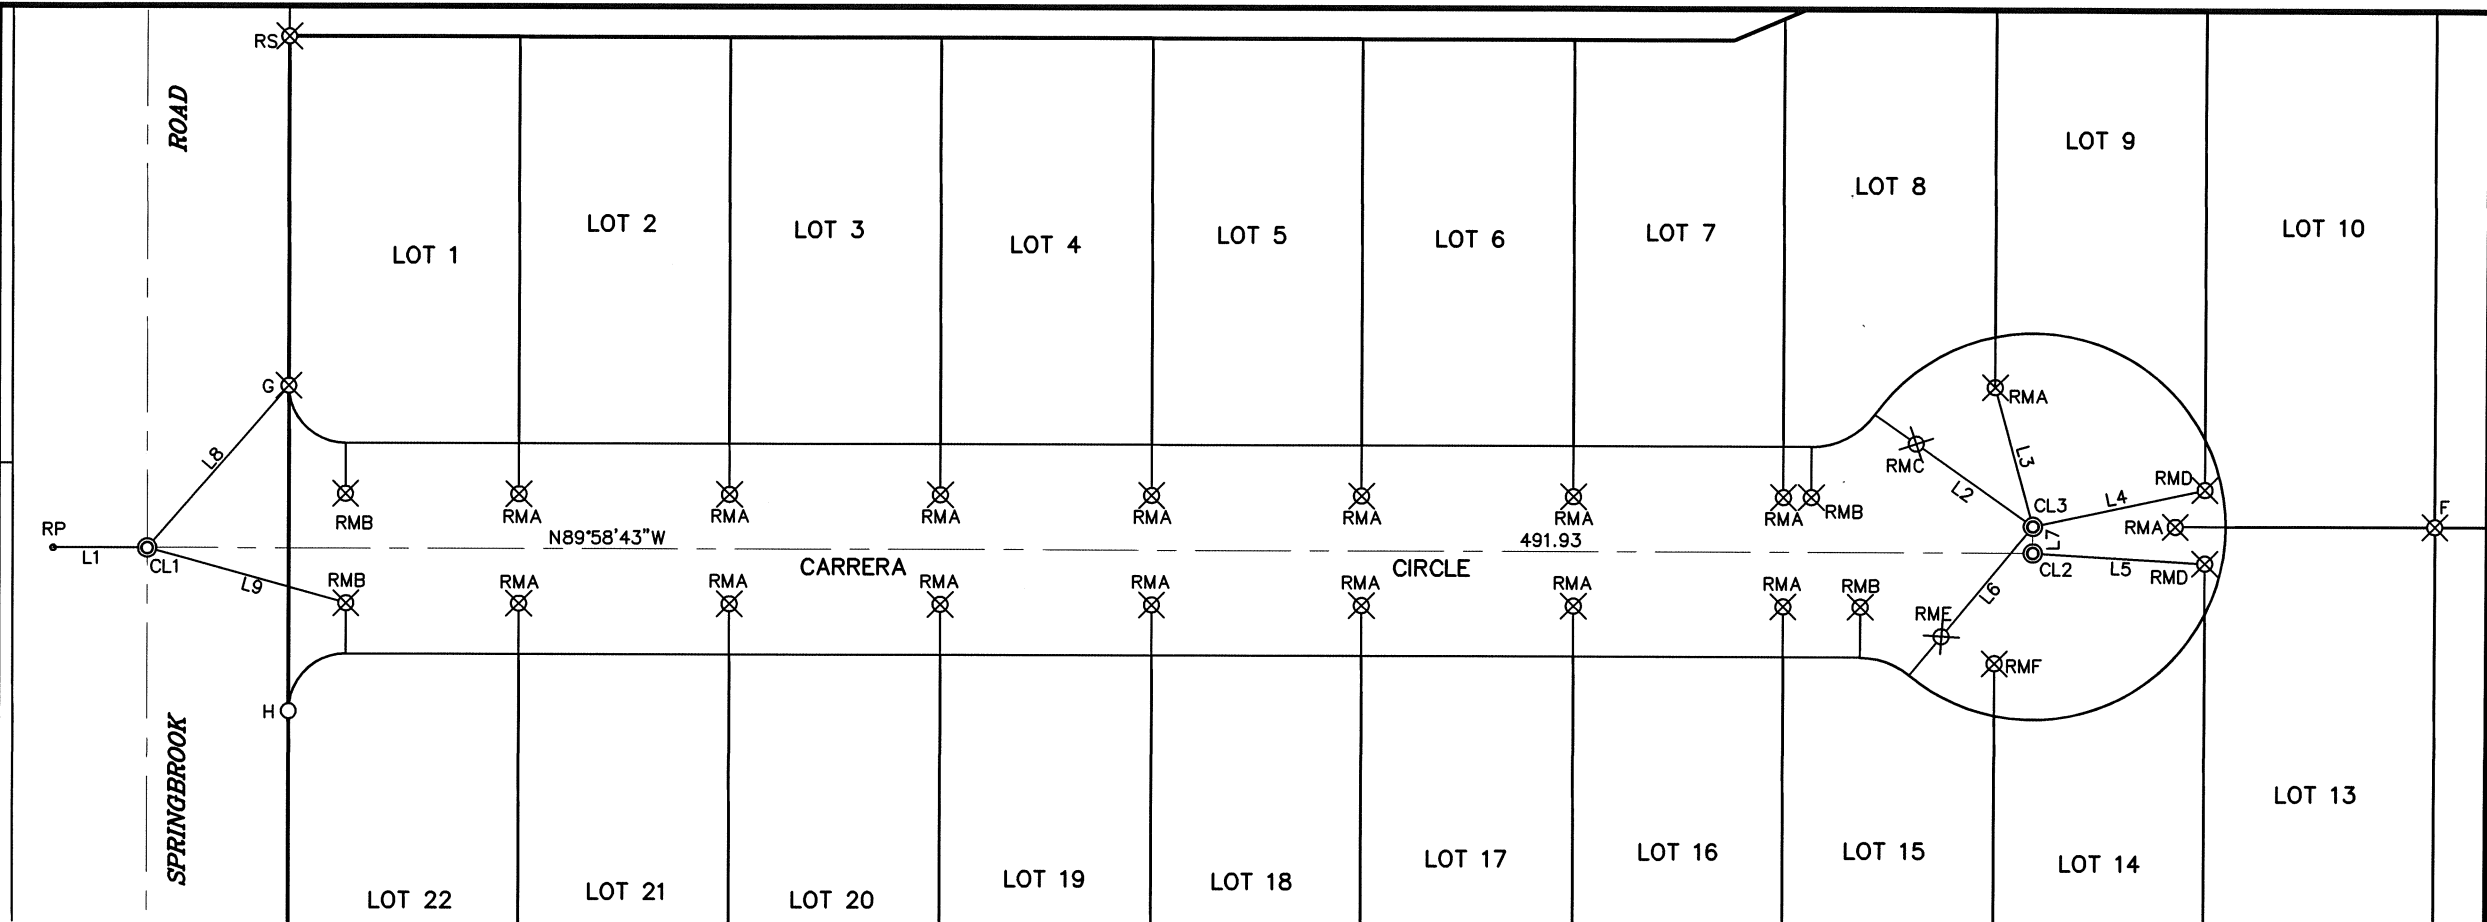 RS
ROAD
LOT 1
LOT 2
LOT 3
LOT 4
LOT 5
LOT 6
LOT 7
LOT 8
LOT 9
LOT 10
G
L8
RMB
RMA
RMA
RMA
RMA
RMA
RMA
RMA
RMB
RMC
L2
RMA
L3
L4
RMD
CL3
RMA
F
RP
L1
CL1
N89°58'43"W
CARRERA
491.93
CIRCLE
L7
CL2
L5
RMD
L9
RMB
RMA
RMA
RMA
RMA
RMA
RMA
RMA
RMB
L6
RME
RMF
H
SPRINGBROOK
LOT 22
LOT 21
LOT 20
LOT 19
LOT 18
LOT 17
LOT 16
LOT 15
LOT 14
LOT 13